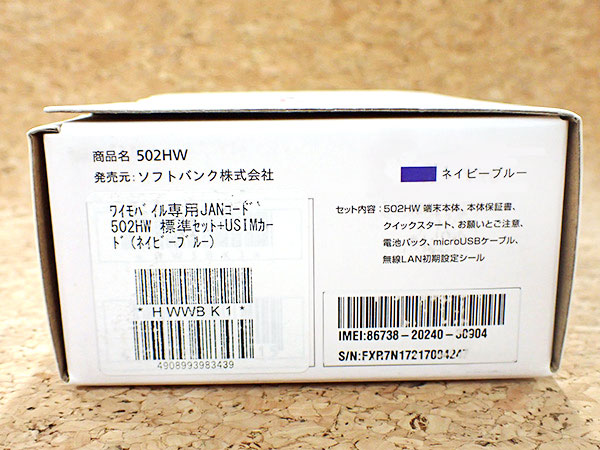 商品名 502HW
発売元:ソフトバンク株式会社
ネイビーブルー
ワイモバイル専用JANコード
502HW 標準セット+USIMカー
ド(ネイビーブルー)
* H W W B K 1 *
4908993983439
セット内容:502HW 端末本体、本体保証書、
クイックスタート、お願いとご注意、
電池パック、microUSBケーブル、
無線LAN初期設定シール
IMEI:86738-20240-
S/N: